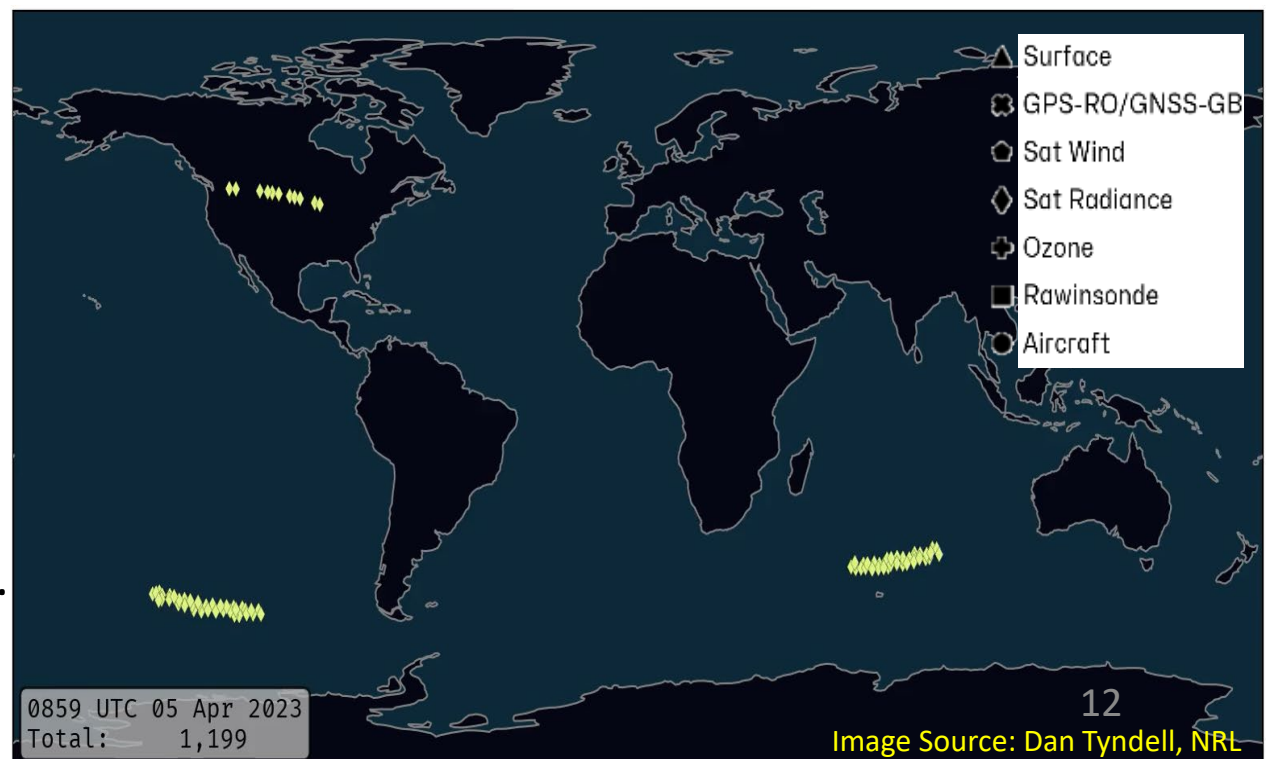 Surface
GPS-RO/GNSS-GB
Sat Wind
Sat Radiance
Ozone
Rawinsonde
Aircraft
.
0859 UTC 05 Apr 2023
Total: 1,199
12
Image Source: Dan Tyndell, NRL